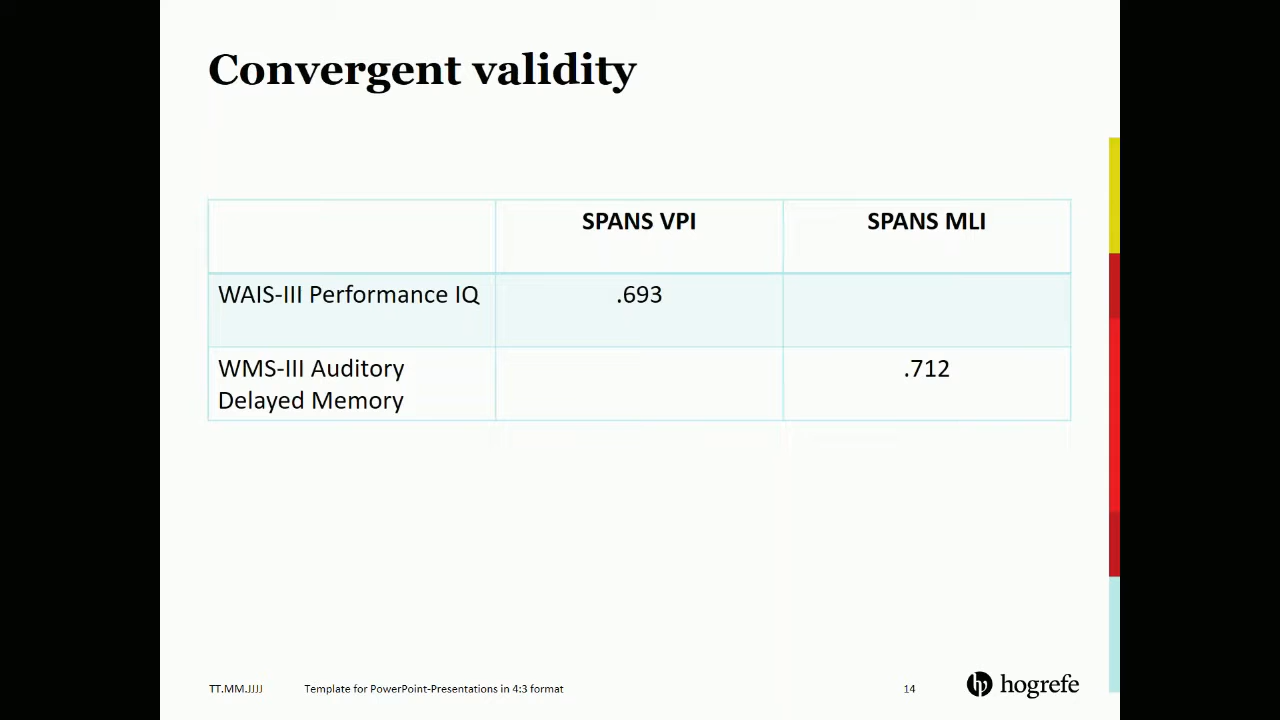 Convergent validity
SPANS VPI SPANS MLI
WAIS-III Performance IQ .693
WMS-III Auditory .712
Delayed Memory
TT.MM.JJJJ Template for PowerPoint-Presentations in 4:3 format 14 hogrefe